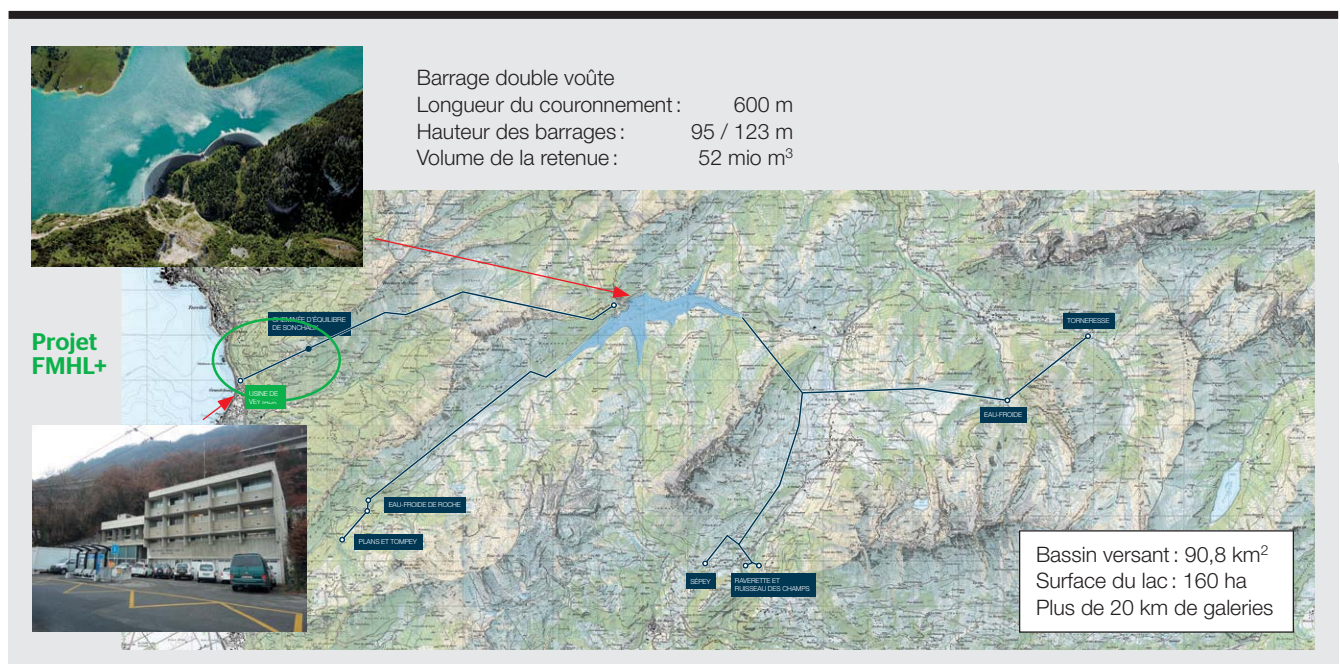 Barrage double voûte
Longueur du couronnement : 600 m
Hauteur des barrages : 95 / 123 m
Volume de la retenue : 52 mio m³
Projet
FMHL+
CHEMINÉE D'ÉQUILIBRE
DE SONCHAUX
USINE DE
TORNERESSE
EAU-FROIDE
EAU-FROIDE DE ROCHE
PLANS ET TOMPEY
SÉPEY
RAVERETTE ET
RUISSEAU DES CHAMPS
Bassin versant : 90,8 km²
Surface du lac : 160 ha
Plus de 20 km de galeries